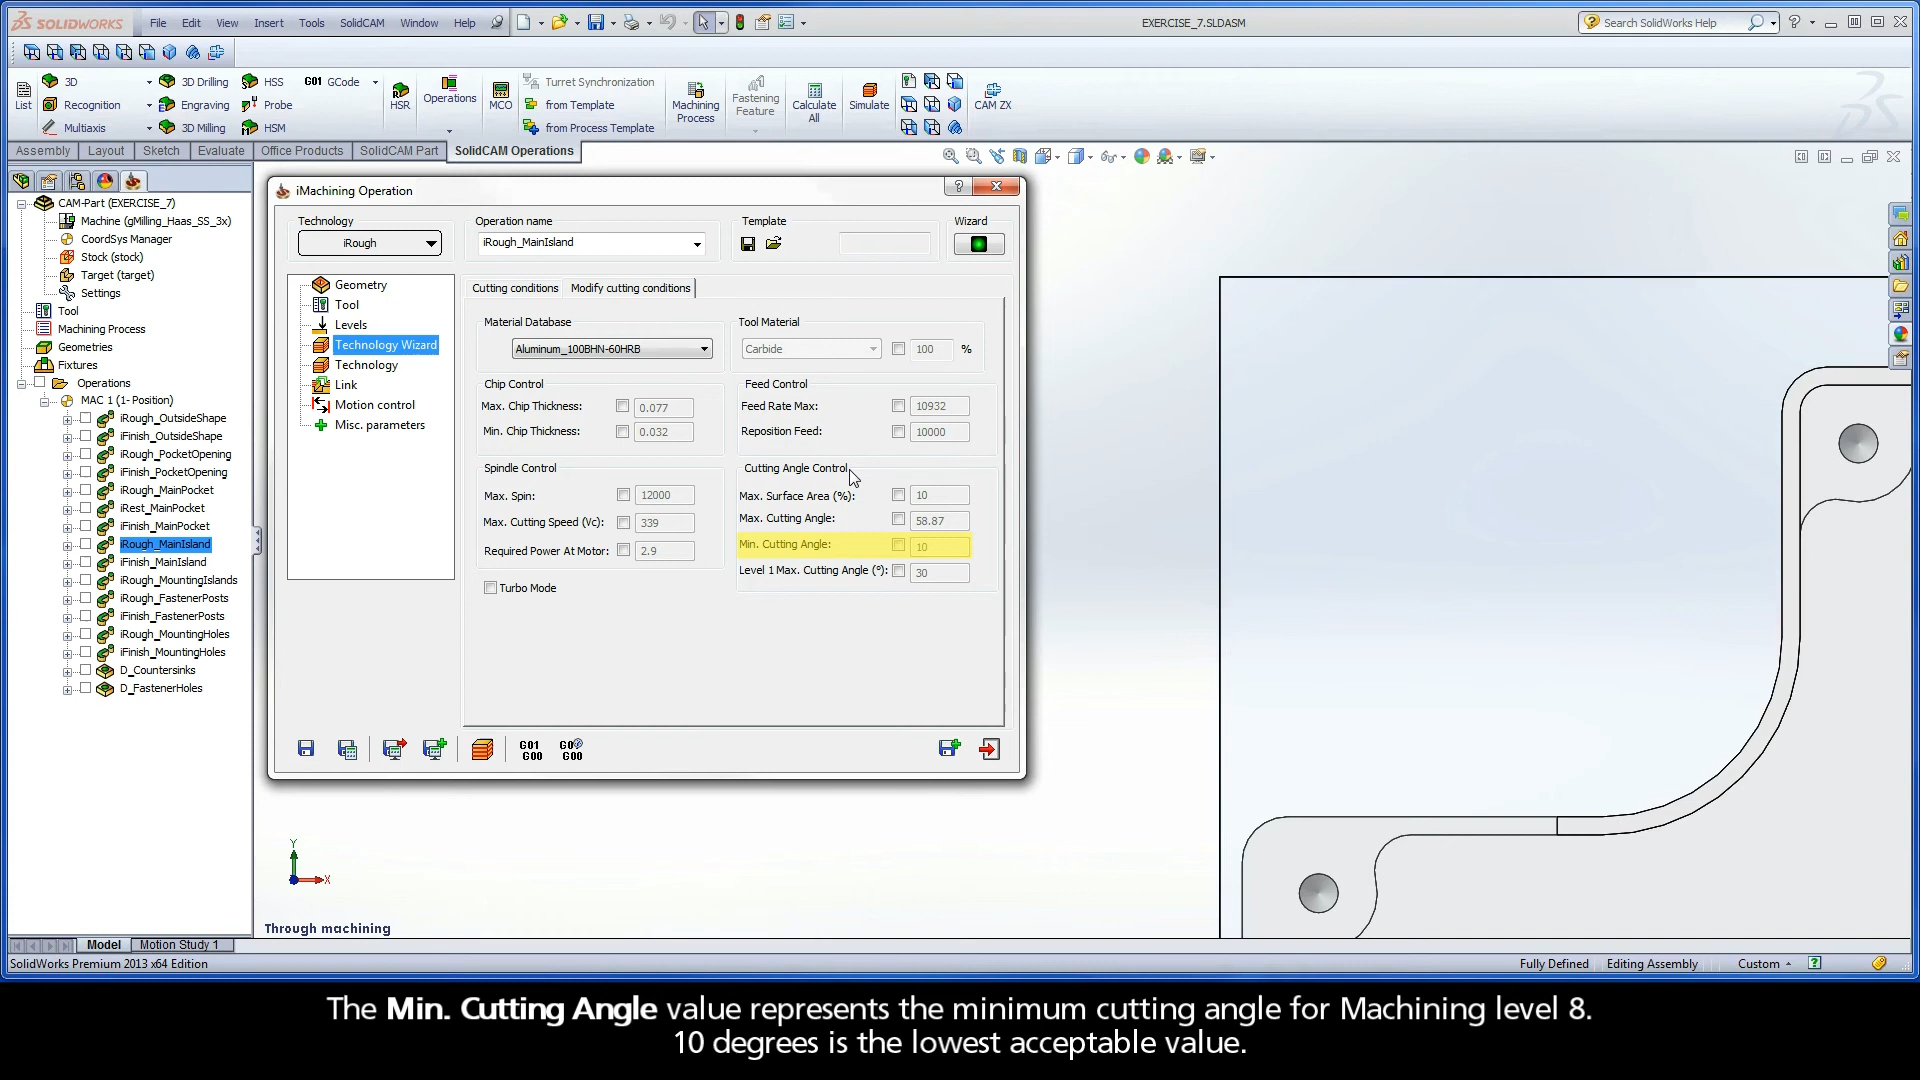 SOLIDWORKS File Edit View Insert Tools SolidCAM Window Help EXERCISE_7.SLDASM Search SolidWorks Help
3D 3D Drilling HSS G01 GCode Turret Synchronization
List Recognition Engraving Probe HSR Operations MCO from Template Machining Process Fastening Feature Calculate All Simulate CAM ZX
Multiaxis 3D Milling HSM from Process Template
Assembly Layout Sketch Evaluate Office Products SolidCAM Part SolidCAM Operations
CAM-Part (EXERCISE_7)
Machine (gMilling_Haas_SS_3x)
CoordSys Manager
Stock (stock)
Target (target)
Settings
Tool
Machining Process
Geometries
Fixtures
Operations
MAC 1 (1- Position)
iRough_OutsideShape
iFinish_OutsideShape
iRough_PocketOpening
iFinish_PocketOpening
iRough_MainPocket
iRest_MainPocket
iFinish_MainPocket
iRough_MainIsland
iFinish_MainIsland
iRough_MountingIslands
iRough_FastenerPosts
iFinish_FastenerPosts
iRough_MountingHoles
iFinish_MountingHoles
D_Countersinks
D_FastenerHoles
iMachining Operation
Technology Operation name Template Wizard
iRough iRough_MainIsland
Geometry
Tool
Levels
Technology Wizard
Technology
Link
Motion control
Misc. parameters
Cutting conditions Modify cutting conditions
Material Database Tool Material
Aluminum_100BHN-60HRB Carbide 100 %
Chip Control Feed Control
Max. Chip Thickness: 0.077 Feed Rate Max: 10932
Min. Chip Thickness: 0.032 Reposition Feed: 10000
Spindle Control Cutting Angle Control
Max. Spin: 12000 Max. Surface Area (%): 10
Max. Cutting Speed (Vc): 339 Max. Cutting Angle: 58.87
Required Power At Motor: 2.9 Min. Cutting Angle: 10
Level 1 Max. Cutting Angle (°): 30
Turbo Mode
G01 G00 G0 G00
Y
X
Through machining
Model Motion Study 1
SolidWorks Premium 2013 x64 Edition Fully Defined Editing Assembly Custom
The Min. Cutting Angle value represents the minimum cutting angle for Machining level 8.
10 degrees is the lowest acceptable value.